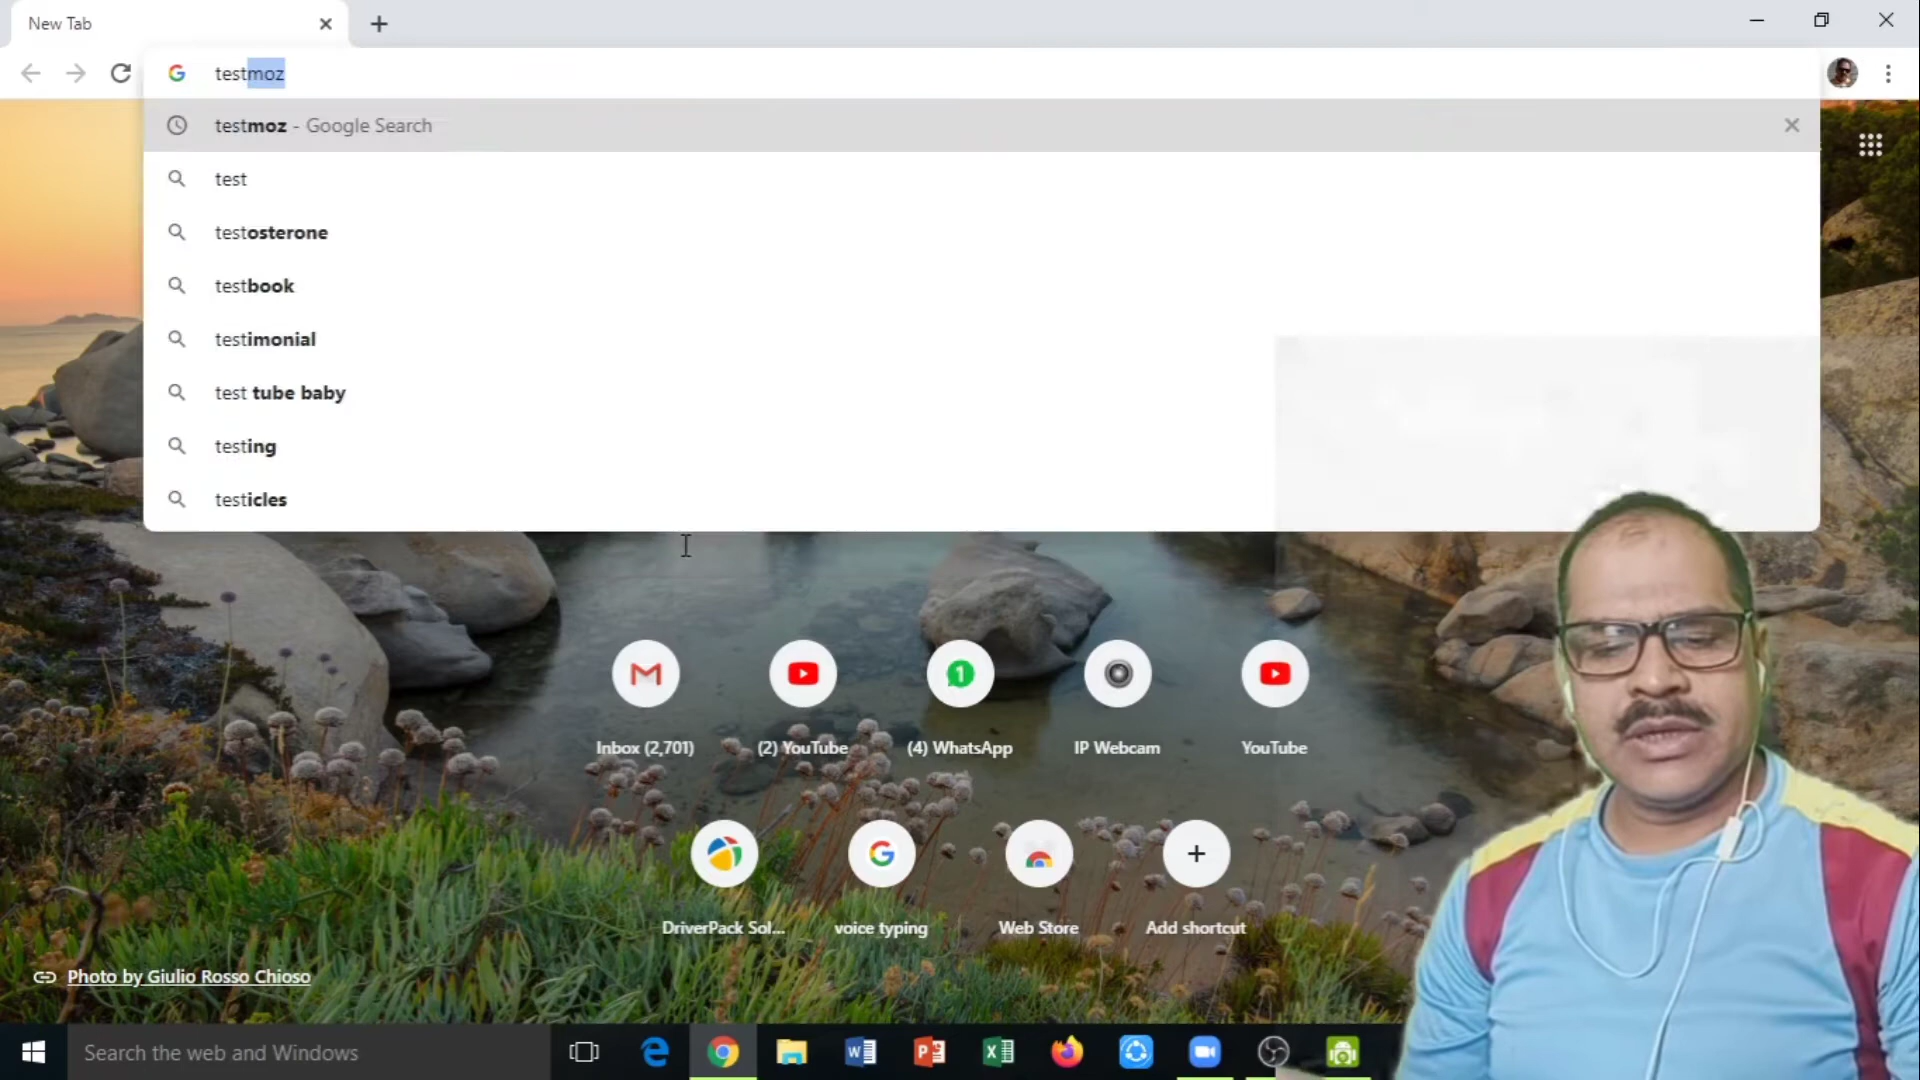 New Tab
testmoz
testmoz - Google Search
test
testosterone
testbook
testimonial
test tube baby
testing
testicles
1
Inbox (2,701)
(2) YouTube
(4) WhatsApp
IP Webcam
YouTube
DriverPack Sol...
voice typing
Web Store
Add shortcut
Photo by Giulio Rosso Chioso
Search the web and Windows